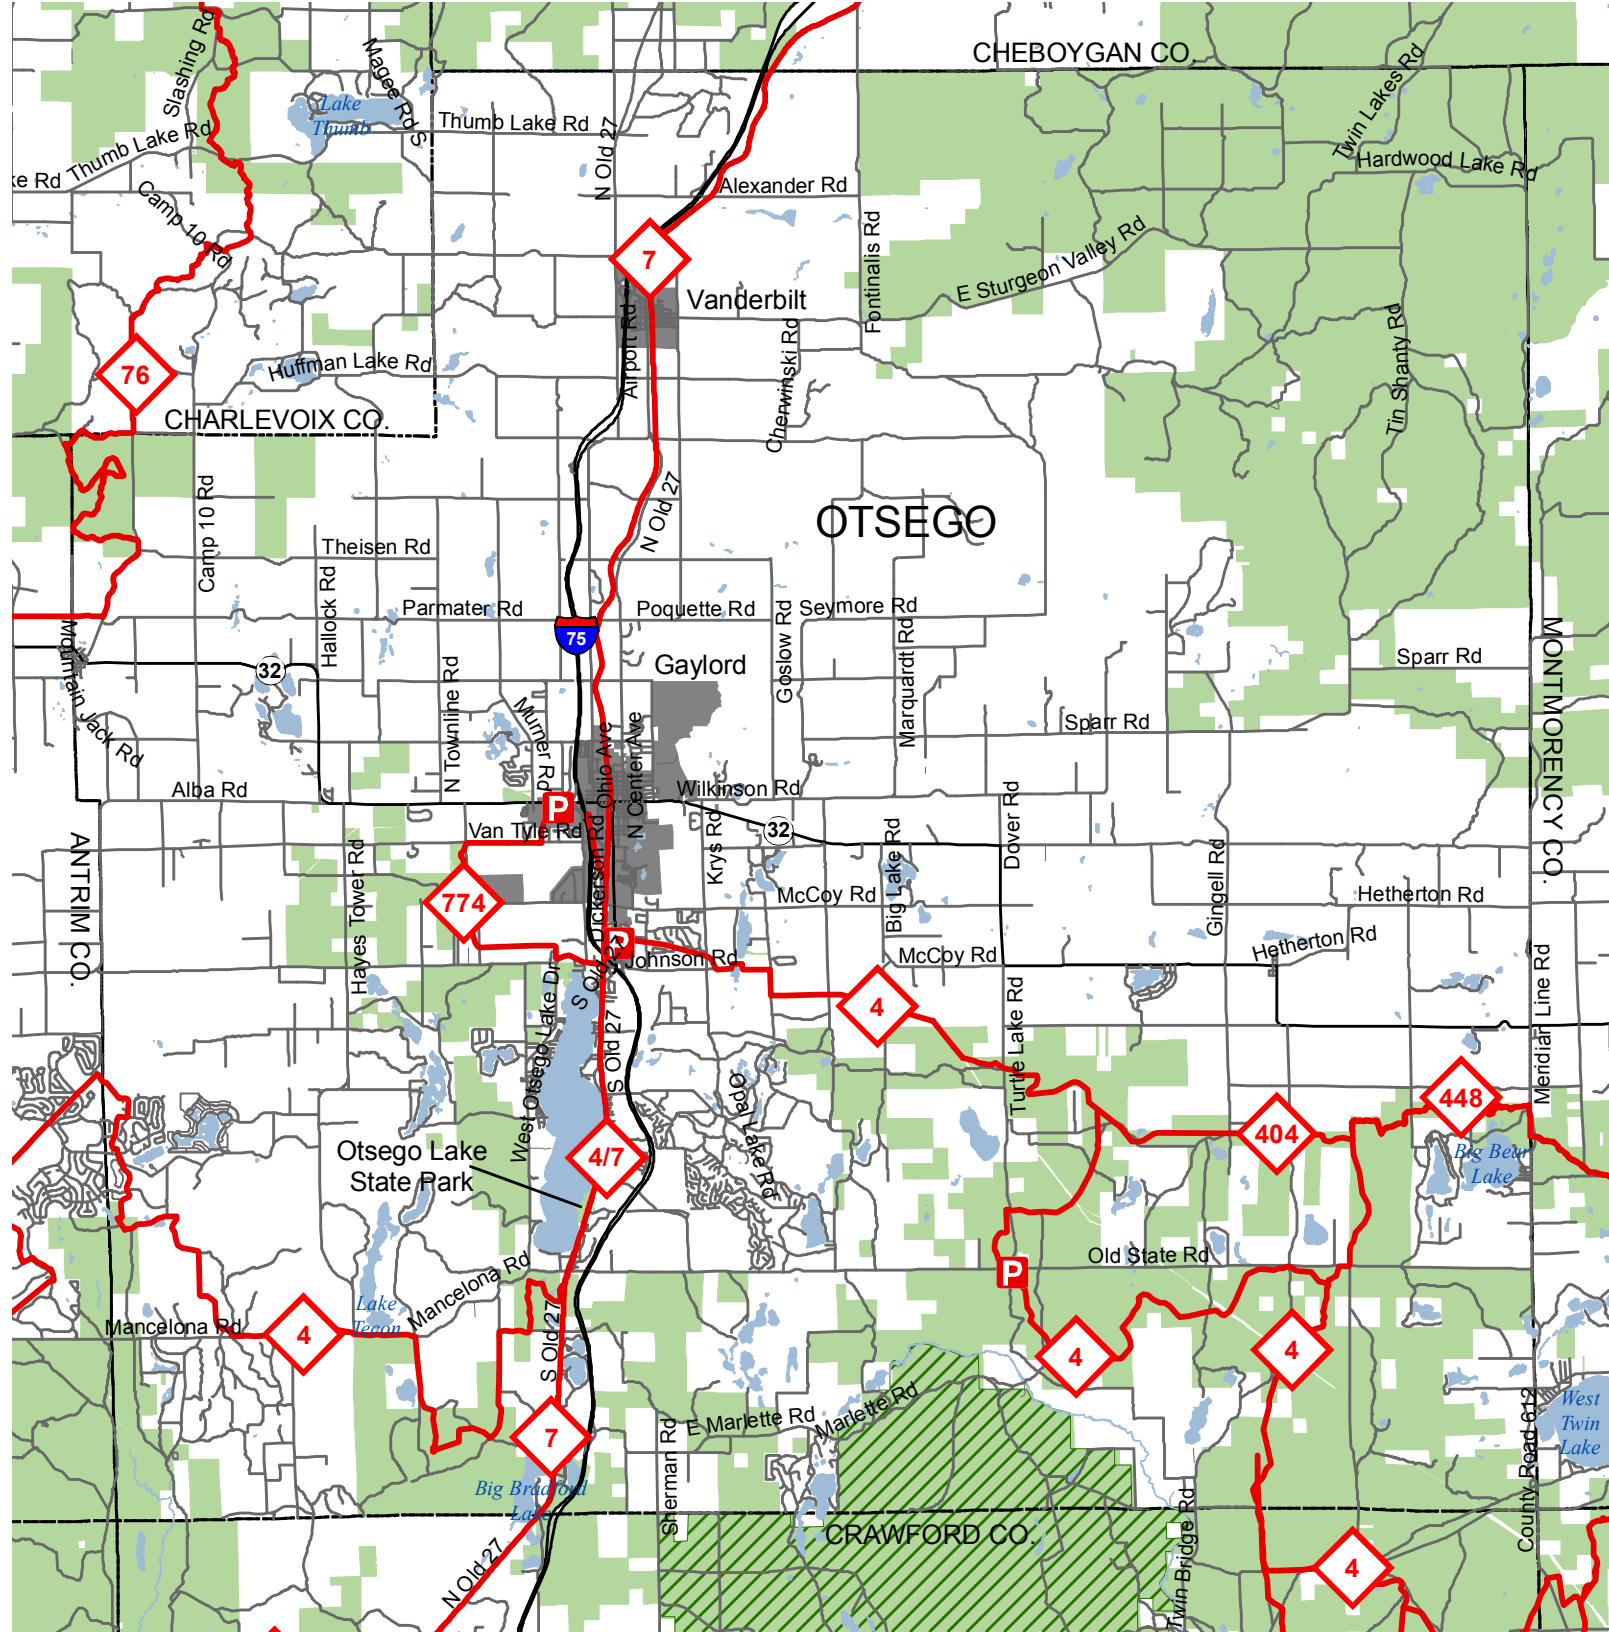 CHEBOYGAN CO.
Slashing Rd
Magee Rd S
Twin Lakes Rd
Lake
Thumb
Thumb Lake Rd
N Old 27
Thumb Lake Rd
Hardwood Lake Rd
ke Rd
Camp 10 Rd
Alexander Rd
Fontinalis Rd
E Sturgeon Valley Rd
7
Vanderbilt
Airport Rd
Cherwinski Rd
Tin Shanty Rd
76
Huffman Lake Rd
CHARLEVOIX CO.
Camp 10 Rd
N Old 27
OTSEGO
Theisen Rd
Hallock Rd
Parmater Rd
Poquette Rd
Goslow Rd
Seymore Rd
75
Mountain Jack Rd
32
N Townline Rd
Murner Rd
Gaylord
Marquardt Rd
Sparr Rd
MONTMORENCY CO.
Sparr Rd
Ohio Ave
N Center Ave
Alba Rd
P
Wilkinson Rd
Van Tyle Rd
32
Dickerson Rd
Krys Rd
Big Lake Rd
Dover Rd
Gingell Rd
ANTRIM CO.
Hayes Tower Rd
774
McCoy Rd
Hetherton Rd
P
Johnson Rd
McCoy Rd
Hetherton Rd
S Old 27
West Otsego Lake Dr
4
Turtle Lake Rd
Meridian Line Rd
S Old 27
Opal Lake Rd
448
404
Otsego Lake
State Park
4/7
Big Bear
Lake
P
Old State Rd
Mancelona Rd
Lake
Tecon
Mancelona Rd
4
S Old 27
4
4
7
E Marlette Rd
Marlette Rd
Sherman Rd
West
Twin
Lake
County Road 612
Big Bradford
Lake
CRAWFORD CO.
Twin Bridge Rd
N Old 27
4